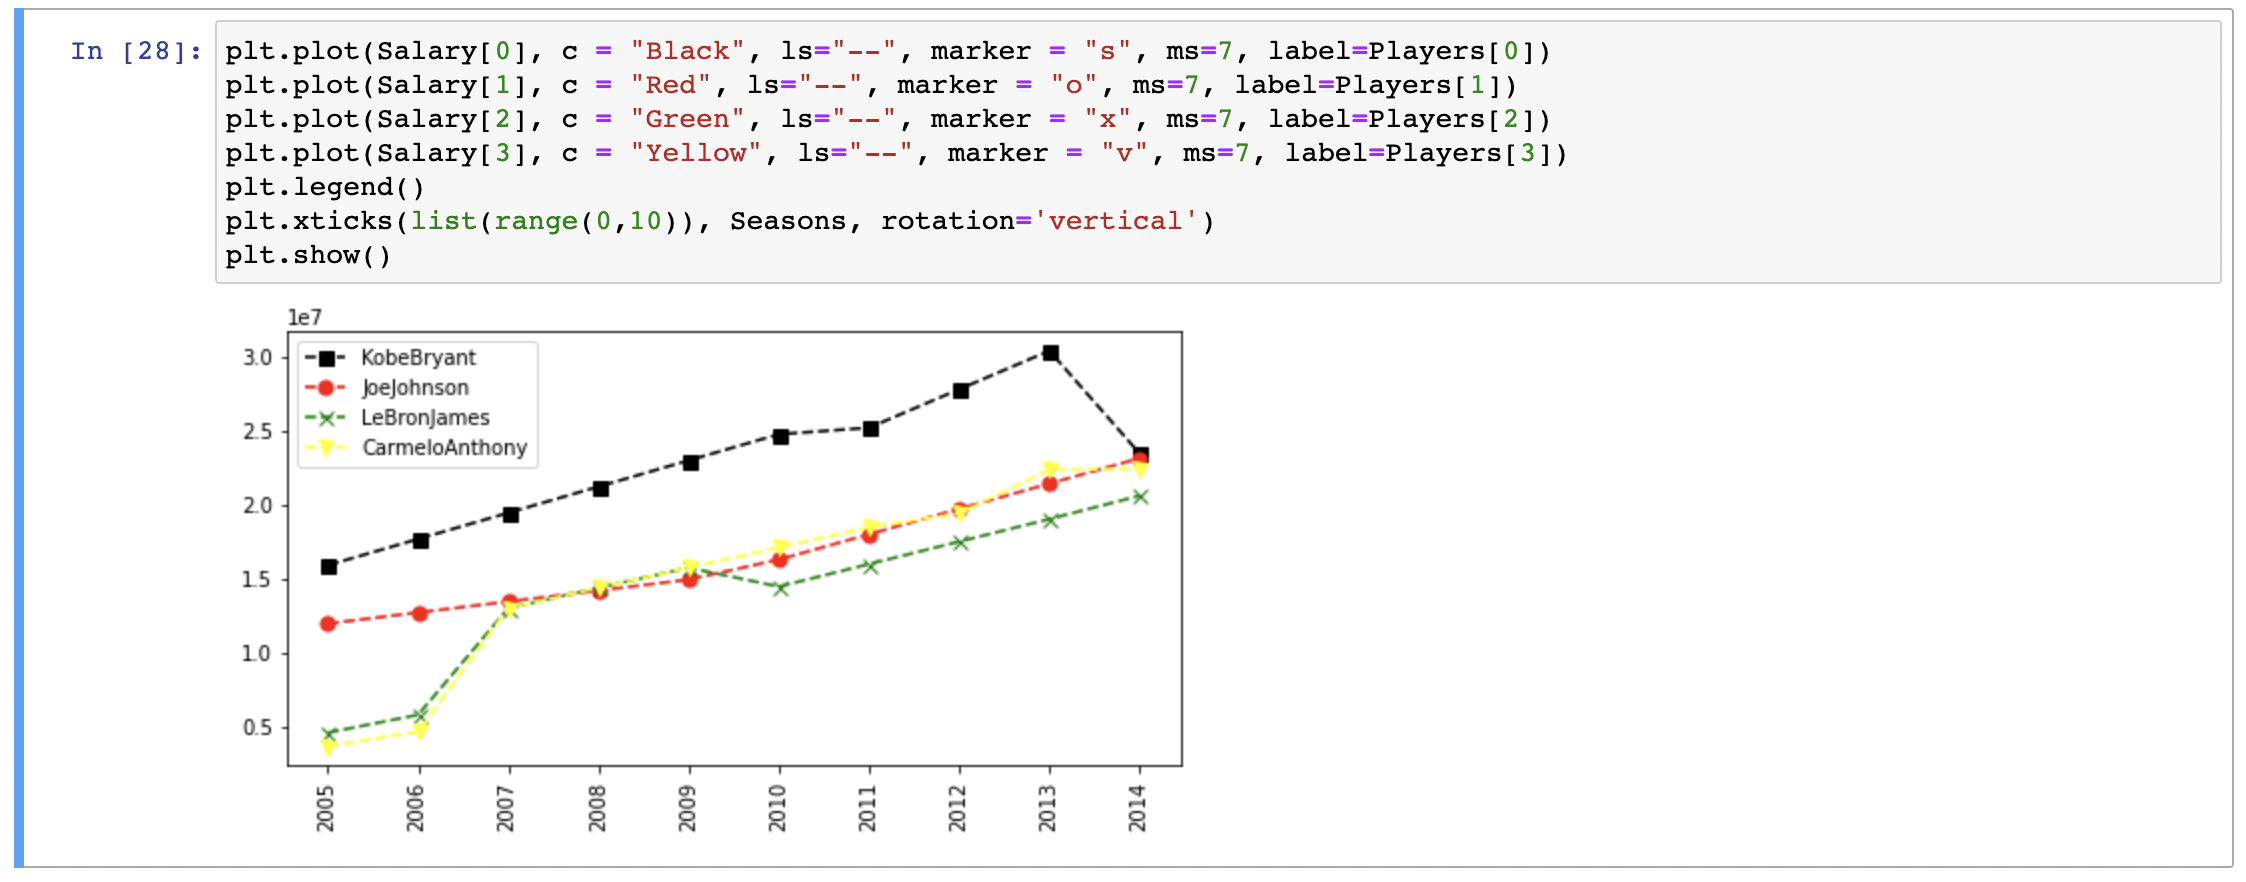 In [28]:
plt.plot(Salary[0], c = "Black", ls="--", marker = "s", ms=7, label=Players[0])
plt.plot(Salary[1], c = "Red", ls="--", marker = "o", ms=7, label=Players[1])
plt.plot(Salary[2], c = "Green", ls="--", marker = "x", ms=7, label=Players[2])
plt.plot(Salary[3], c = "Yellow", ls="--", marker = "v", ms=7, label=Players[3])
plt.legend()
plt.xticks(list(range(0,10)), Seasons, rotation='vertical')
plt.show()
1e7
3.0
2.5
2.0
1.5
1.0
0.5
KobeBryant
JoeJohnson
LeBronJames
CarmeloAnthony
2005
2006
2007
2008
2009
2010
2011
2012
2013
2014